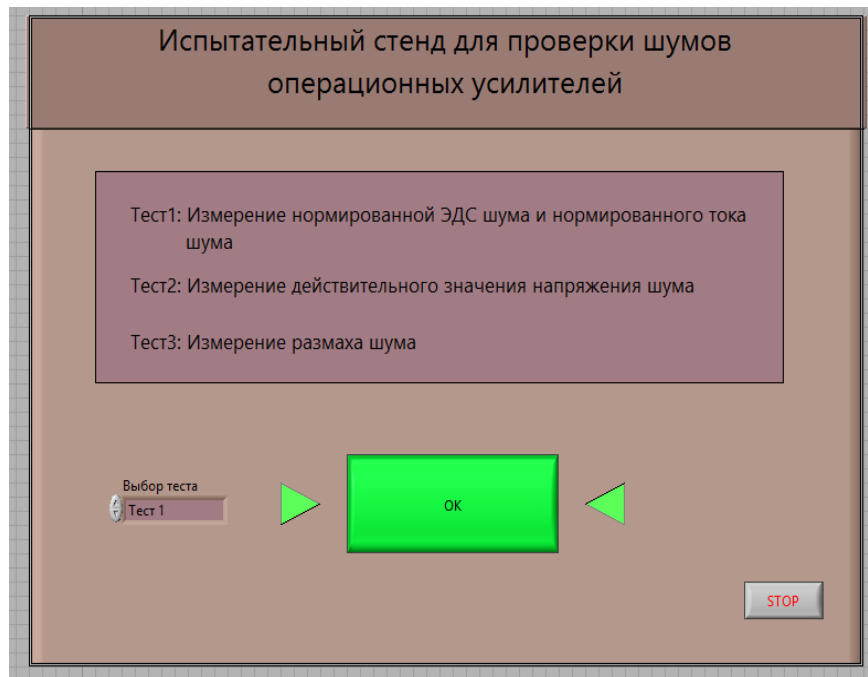 Испытательный стенд для проверки шумов
операционных усилителей
Тест1: Измерение нормированной ЭДС шума и нормированного тока
шума
Тест2: Измерение действительного значения напряжения шума
Тест3: Измерение размаха шума
Выбор теста
Тест 1
ОК
STOP